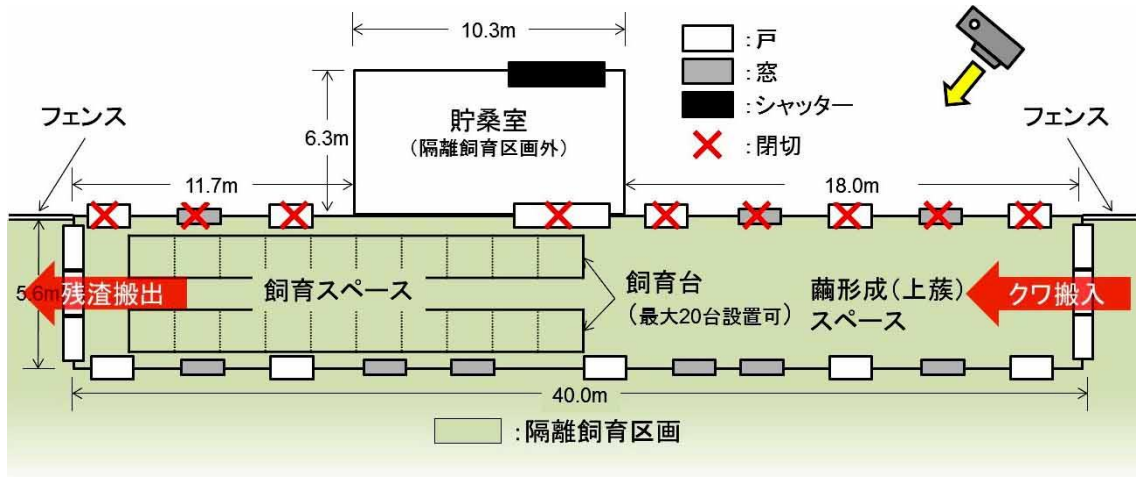 10.3m
：戸
：窓
：シャッター
：閉切
フェンス
6.3m
貯桑室
（隔離飼育区画外）
フェンス
11.7m
18.0m
5.6m
残渣搬出
飼育スペース
飼育台
（最大20台設置可）
繭形成（上蔟）
スペース
クワ搬入
40.0m
：隔離飼育区画